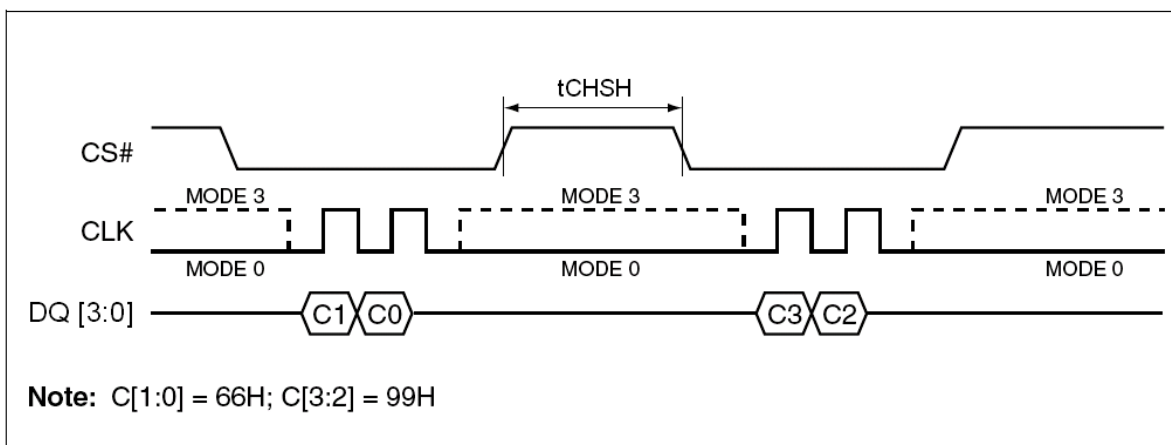 tCHSH
CS#
MODE 3 MODE 3 MODE 3
CLK
MODE 0 MODE 0 MODE 0
DQ [3:0] C1 C0 C3 C2
Note: C[1:0] = 66H; C[3:2] = 99H